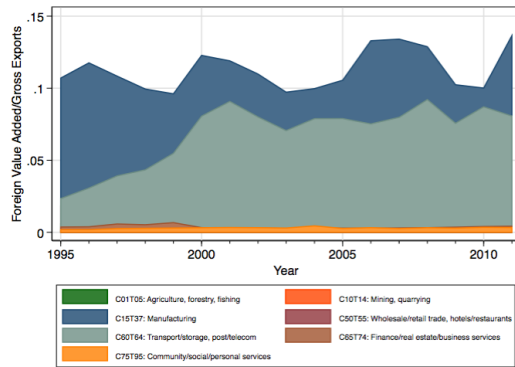 Foreign Value Added/Gross Exports
.15
.1
.05
0
1995
2000
2005
2010
Year
C01T05: Agriculture, forestry, fishing
C10T14: Mining, quarrying
C15T37: Manufacturing
C50T55: Wholesale/retail trade, hotels/restaurants
C60T64: Transport/storage, post/telecom
C65T74: Finance/real estate/business services
C75T95: Community/social/personal services